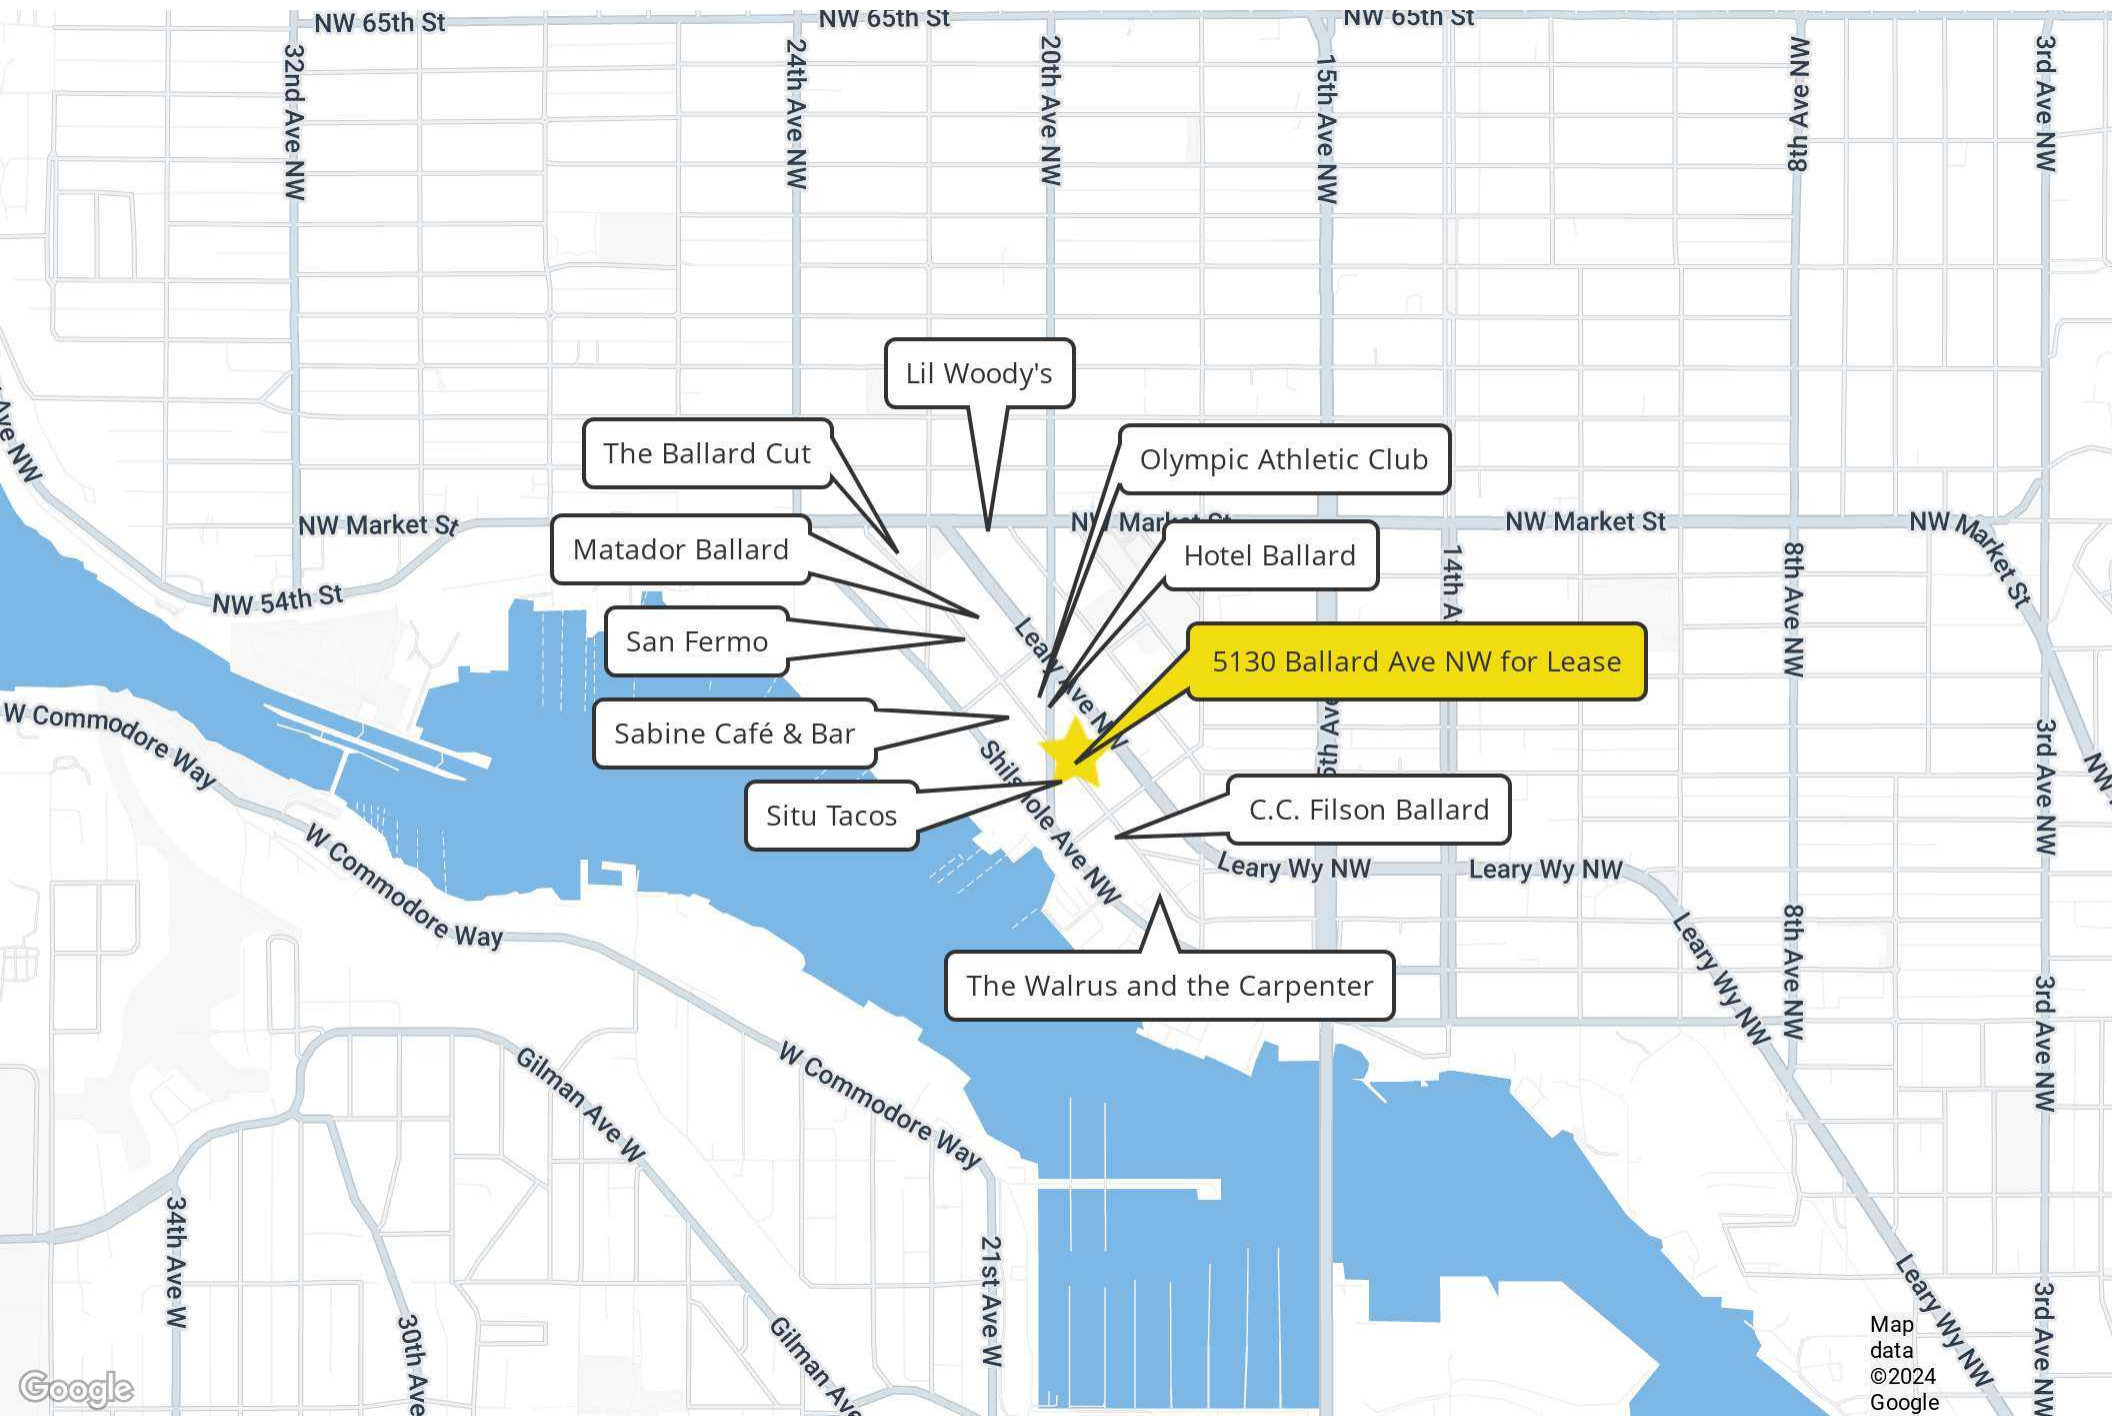 NW 65th St
NW 65th St
NW 65th St
32nd Ave NW
24th Ave NW
20th Ave NW
15th Ave NW
8th Ave NW
3rd Ave NW
Lil Woody's
The Ballard Cut
Olympic Athletic Club
Ave NW
NW Market St
NW Market St
NW Market St
NW Market St
Matador Ballard
Hotel Ballard
14th A
8th Ave NW
NW 54th St
San Fermo
Leary Ave NW
5130 Ballard Ave NW for Lease
W Commodore Way
Sabine Café & Bar
Shilshole Ave NW
3rd Ave NW
NW
Situ Tacos
C.C. Filson Ballard
W Commodore Way
Leary Wy NW
Leary Wy NW
8th Ave NW
Leary Wy NW
The Walrus and the Carpenter
3rd Ave NW
Gilman Ave W
W Commodore Way
34th Ave W
21st Ave W
30th Ave
Gilman Ave
Leary Wy NW
3rd Ave NW
Google
Map
data
©2024
Google